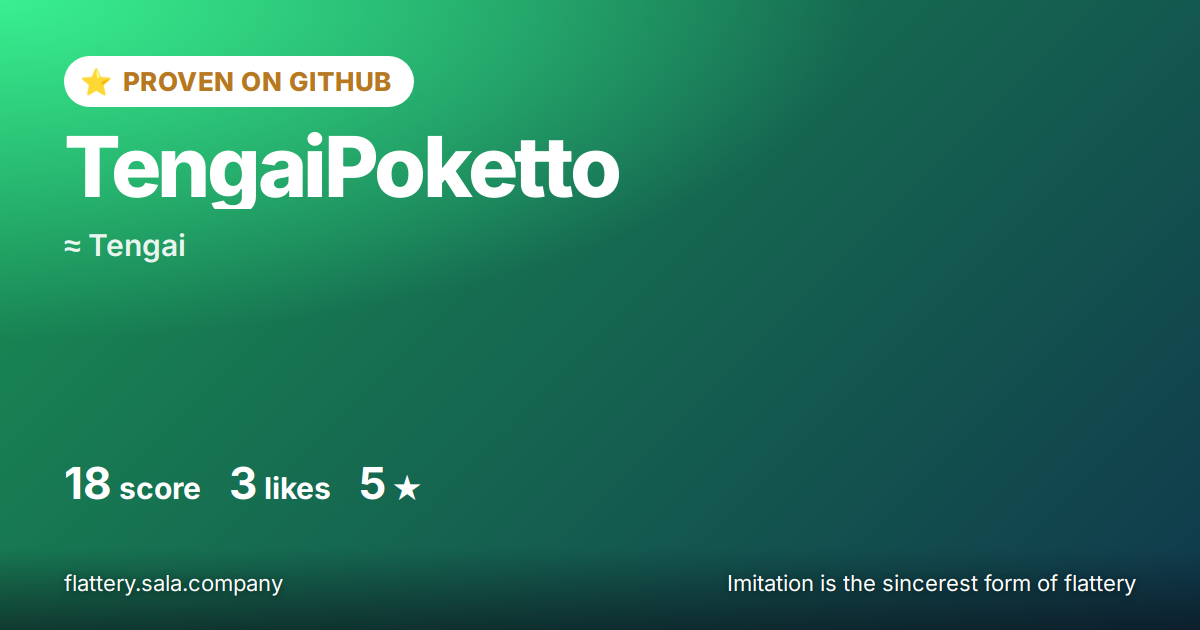 ⭐ PROVEN ON GITHUB
TengaiPoketto
≈ Tengai
18 score 3 likes 5 ★
flattery.sala.company
Imitation is the sincerest form of flattery